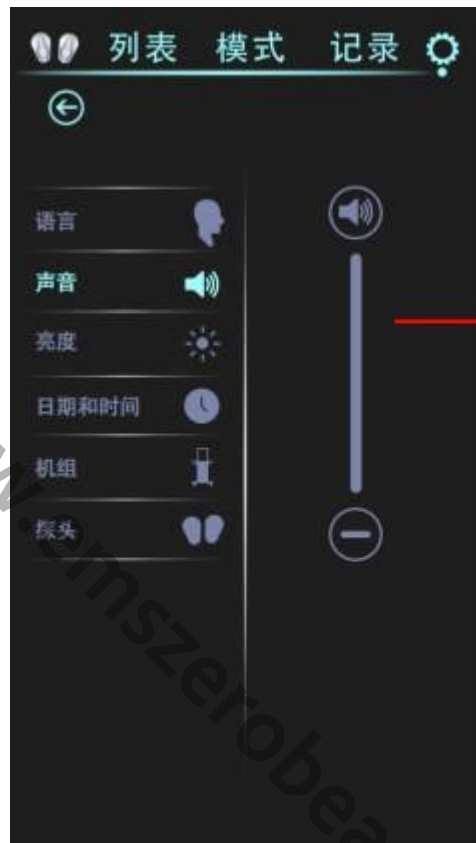 列表 模式 记录
语言
声音
亮度
日期和时间
机组
探头
w.emszerobea